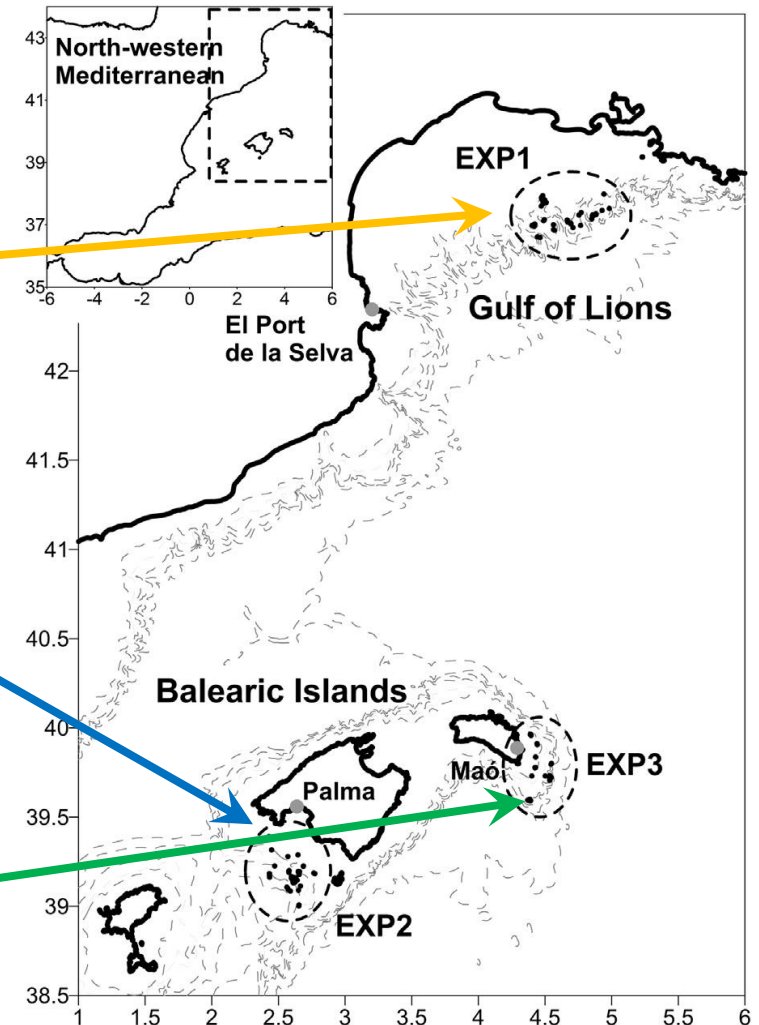 43
41
39
37
35
North-western
Mediterranean
-6 -4 -2 0 2 4 6
EXP1
Gulf of Lions
El Port
de la Selva
42
41.5
41
40.5
40
39.5
39
38.5
Balearic Islands
Maó
EXP3
Palma
EXP2
1 1.5 2 2.5 3 3.5 4 4.5 5 5.5 6